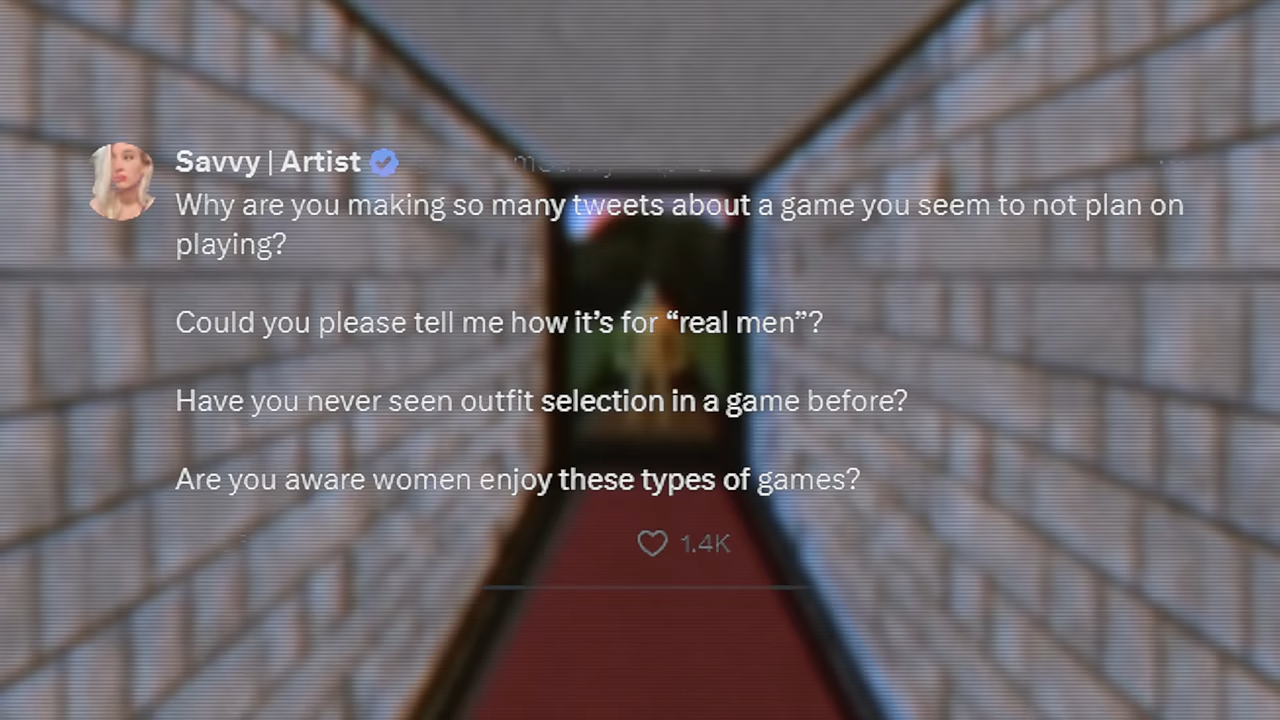 Savvy | Artist
Why are you making so many tweets about a game you seem to not plan on
playing?
Could you please tell me how it’s for “real men”?
Have you never seen outfit selection in a game before?
Are you aware women enjoy these types of games?
1.4K